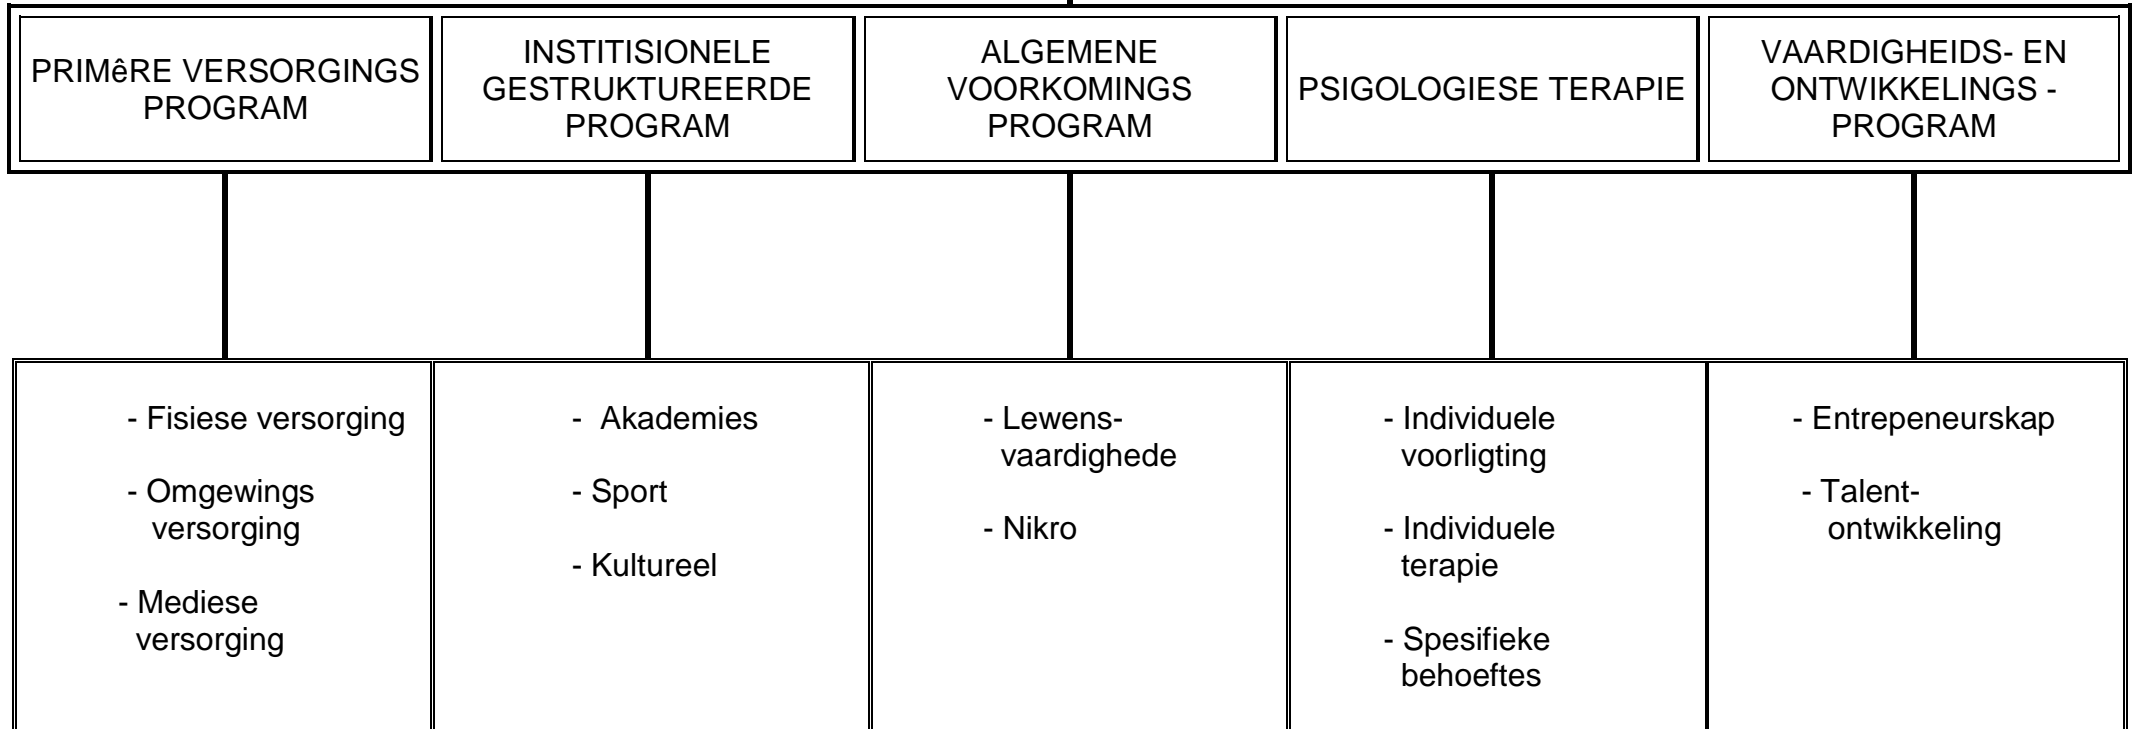 PRIMêRE VERSORGINGS
PROGRAM
INSTITISIONELE
GESTRUKTUREERDE
PROGRAM
ALGEMENE
VOORKOMINGS
PROGRAM
PSIGOLOGIESE TERAPIE
VAARDIGHEIDS- EN
ONTWIKKELINGS -
PROGRAM
- Fisiese versorging
- Omgewings
versorging
- Mediese
versorging
- Akademies
- Sport
- Kultureel
- Lewens-
vaardighede
- Nikro
- Individuele
voorligting
- Individuele
terapie
- Spesifieke
behoeftes
- Entrepeneurskap
- Talent-
ontwikkeling